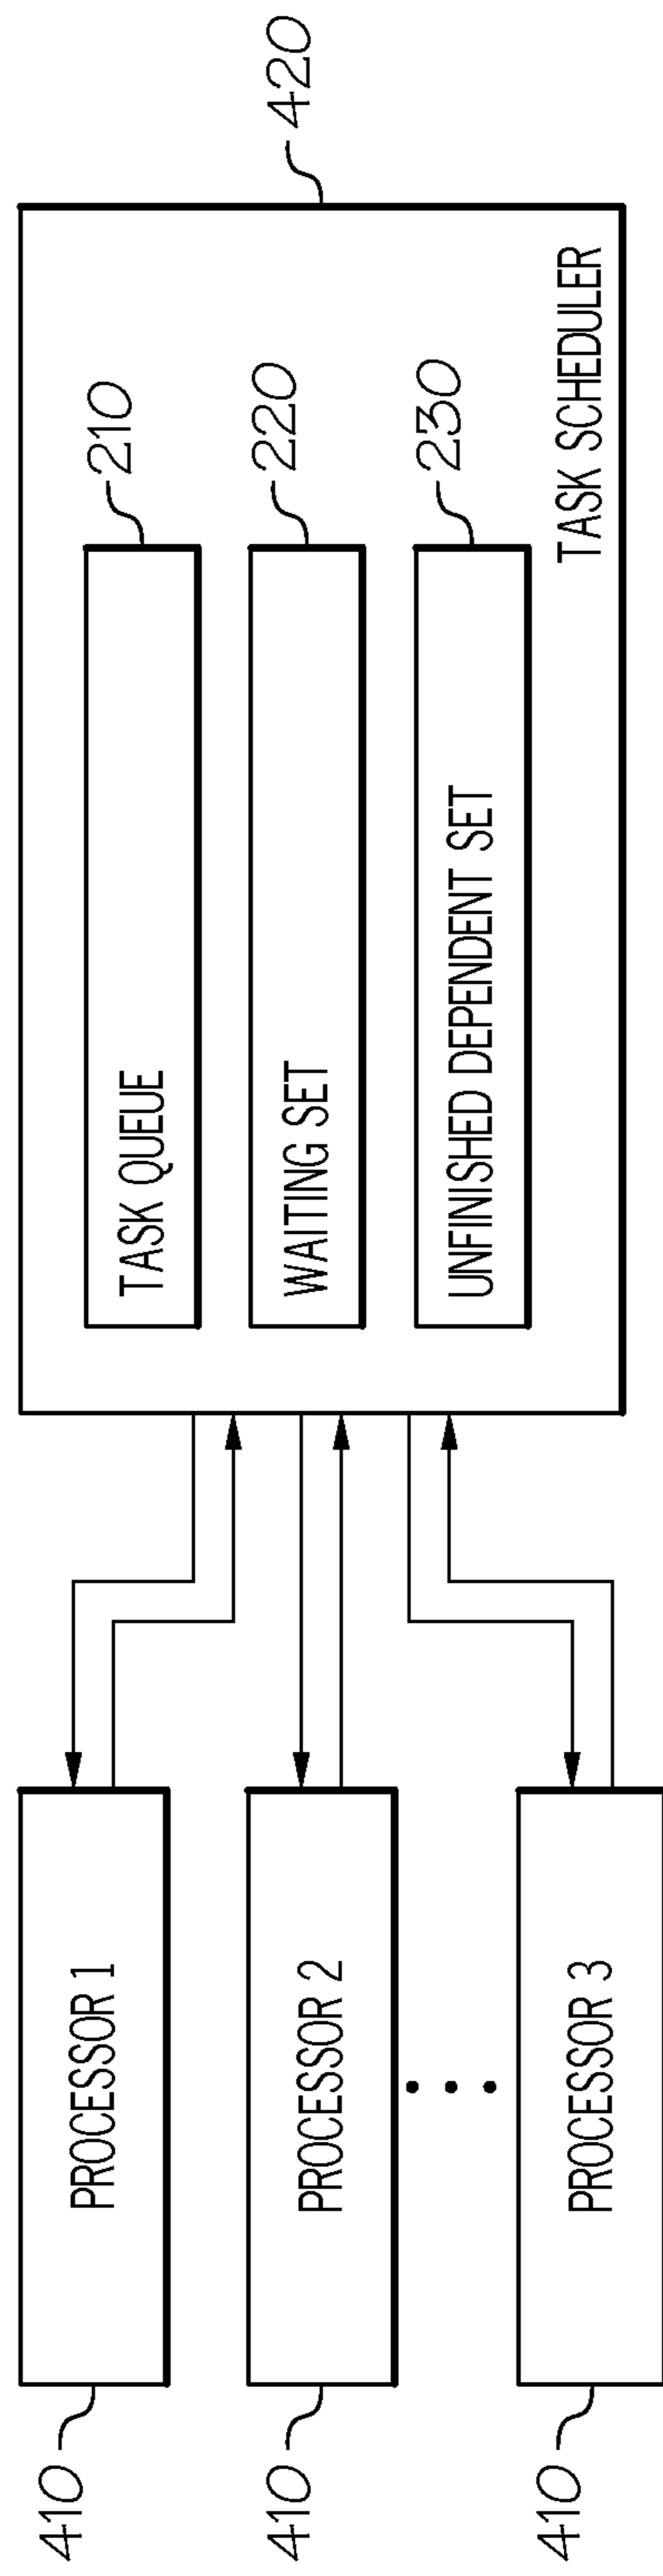 410
PROCESSOR 1
410
PROCESSOR 2
410
PROCESSOR 3
TASK QUEUE
210
WAITING SET
220
UNFINISHED DEPENDENT SET
230
TASK SCHEDULER
420